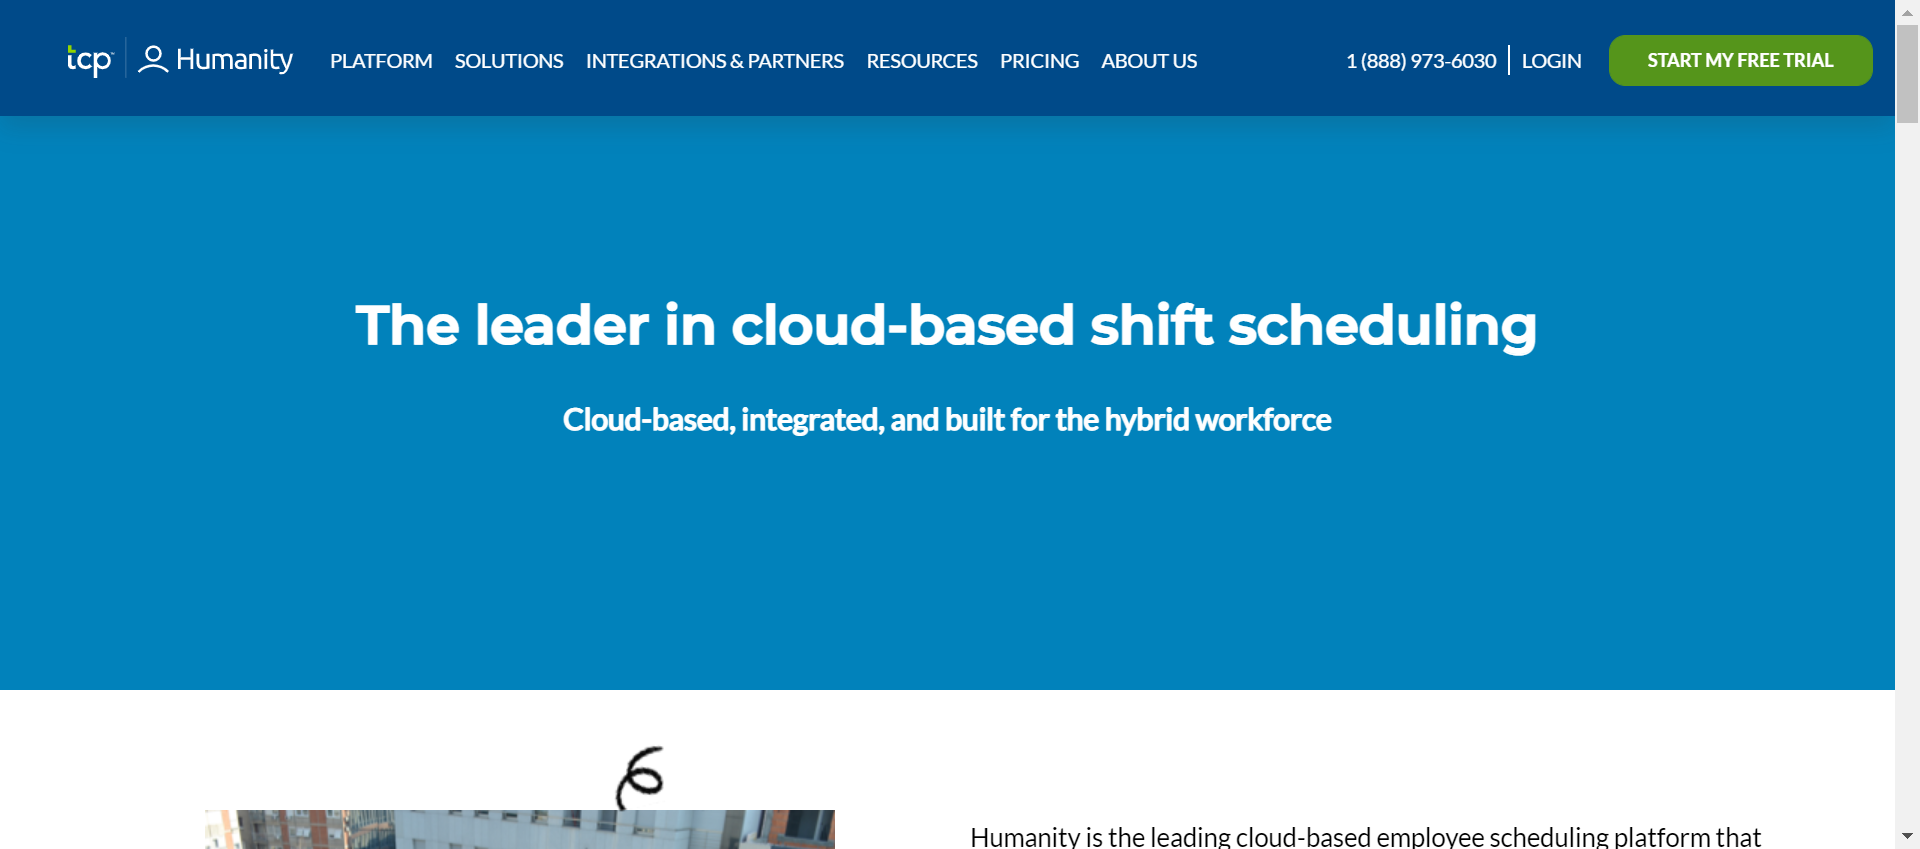 tcp Humanity PLATFORM SOLUTIONS INTEGRATIONS & PARTNERS RESOURCES PRICING ABOUT US 1 (888) 973-6030 LOGIN START MY FREE TRIAL
The leader in cloud-based shift scheduling
Cloud-based, integrated, and built for the hybrid workforce
Humanity is the leading cloud-based employee scheduling platform that